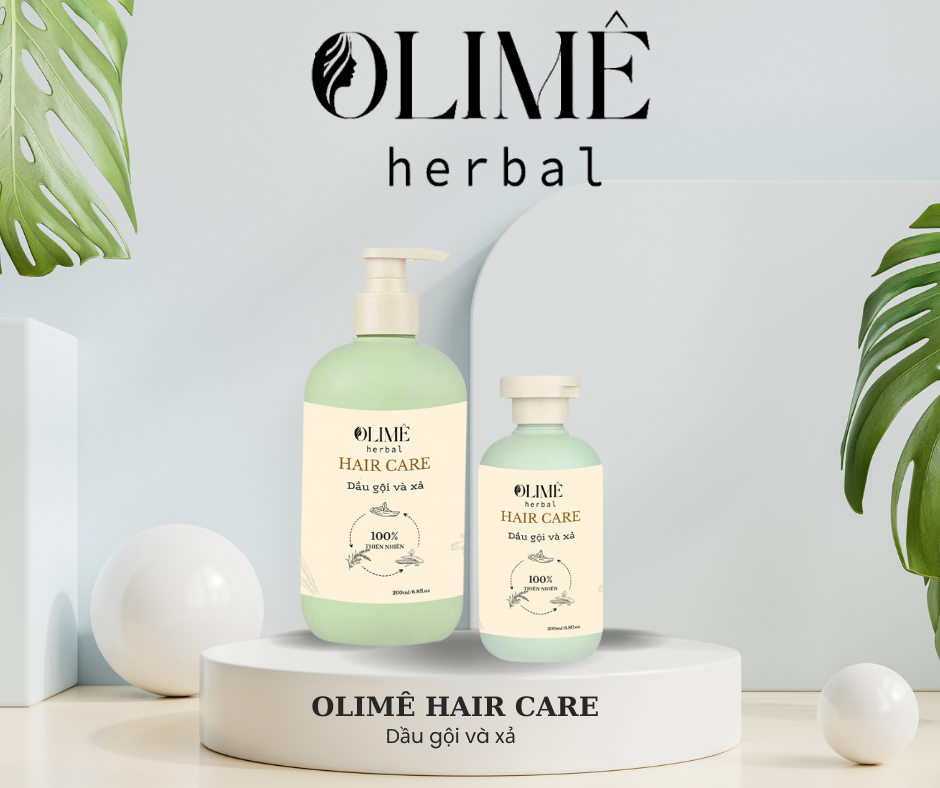 OLIMÊ
herbal
OLIMÊ
herbal
HAIR CARE
Dầu gội và xả
100%
THIÊN NHIÊN
200ml/6.8fl.oz
OLIMÊ
herbal
HAIR CARE
Dầu gội và xả
100%
THIÊN NHIÊN
200ml/6.8fl.oz
OLIMÊ HAIR CARE
Dầu gội và xả